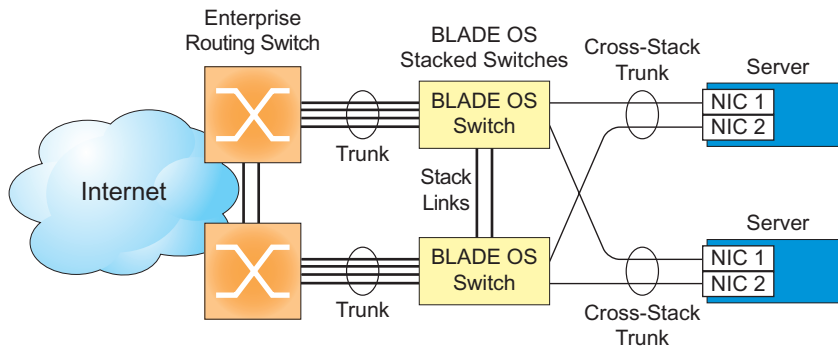 Enterprise
Routing Switch
BLADE OS
Stacked Switches
Cross-Stack
Trunk
Server
BLADE OS
Switch
NIC 1
NIC 2
Trunk
Internet
Stack
Links
Server
BLADE OS
Switch
NIC 1
NIC 2
Trunk
Cross-Stack
Trunk